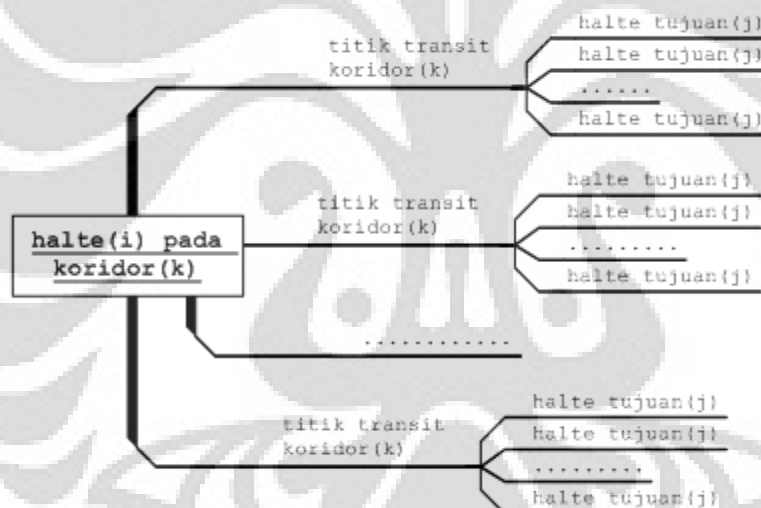 halte tujuan(j)
titik transit
halte tujuan(j)
koridor(k)
......
halte tujuan(j)
halte tujuan(j)
titik transit
halte tujuan(j)
koridor(k)
.........
halte(i) pada
koridor(k)
halte tujuan(j)
............
halte tujuan(j)
titik transit
halte tujuan(j)
koridor(k)
.........
halte tujuan(j)